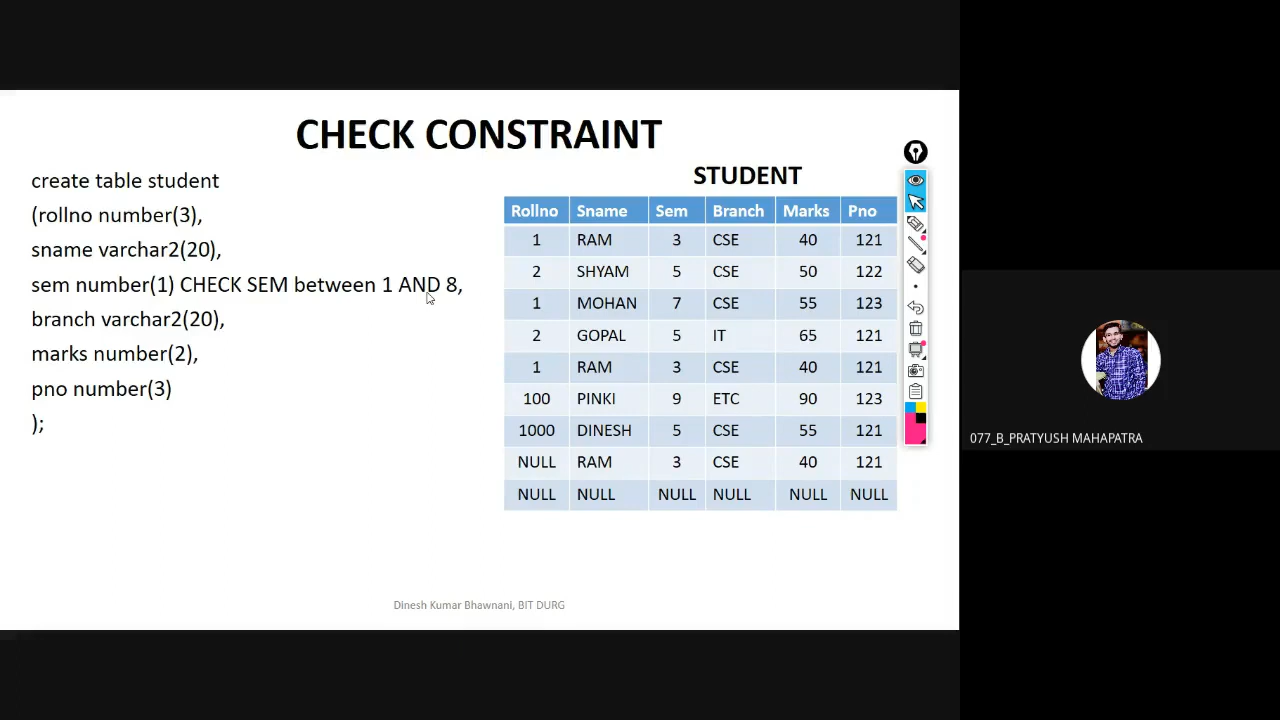 CHECK CONSTRAINT
create table student
(rollno number(3),
sname varchar2(20),
sem number(1) CHECK SEM between 1 AND 8,
branch varchar2(20),
marks number(2),
pno number(3)
);
STUDENT
Rollno Sname Sem Branch Marks Pno
1 RAM 3 CSE 40 121
2 SHYAM 5 CSE 50 122
1 MOHAN 7 CSE 55 123
2 GOPAL 5 IT 65 121
1 RAM 3 CSE 40 121
100 PINKI 9 ETC 90 123
1000 DINESH 5 CSE 55 121
NULL RAM 3 CSE 40 121
NULL NULL NULL NULL NULL NULL
Dinesh Kumar Bhawnani, BIT DURG
077_B_PRATYUSH MAHAPATRA